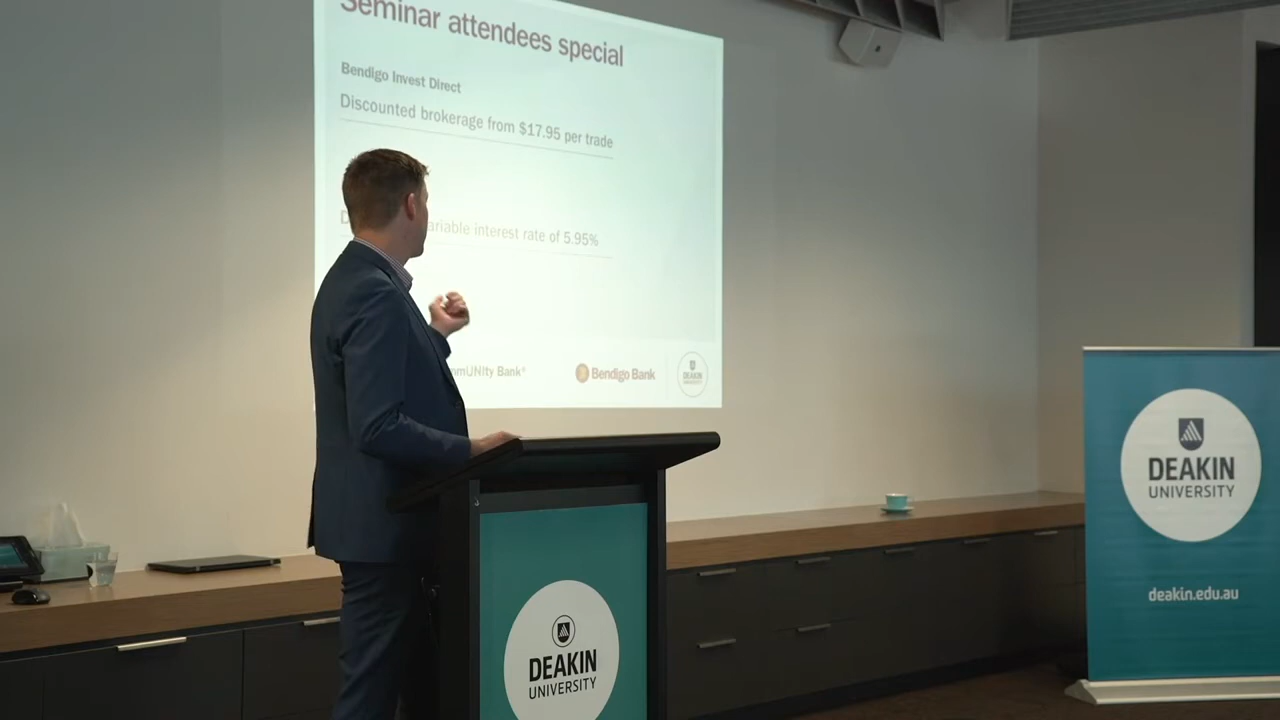 Seminar attendees special
Bendigo Invest Direct
Discounted brokerage from $17.95 per trade
interest rate of 5.95%
Bank®
Bendigo Bank
DEAKIN
UNIVERSITY
deakin.edu.au
DEAKIN
UNIVERSITY